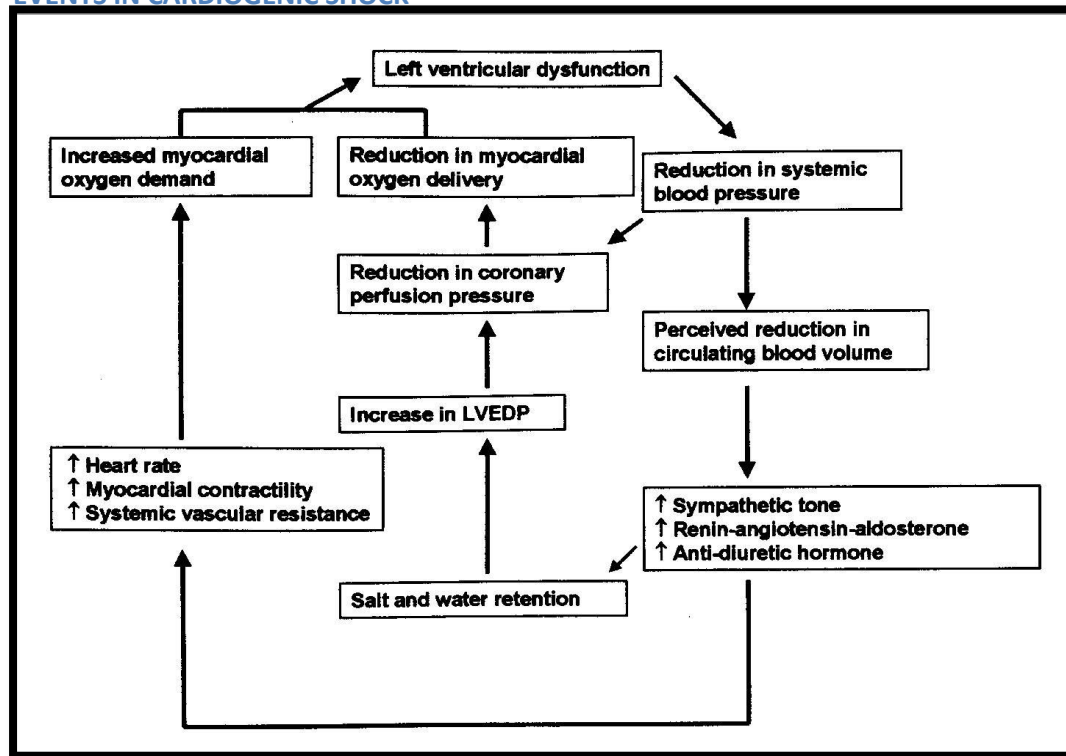 EVENTS IN CARDIOGENIC SHOCK
Left ventricular dysfunction
Increased myocardial
oxygen demand
Reduction in myocardial
oxygen delivery
Reduction in systemic
blood pressure
Reduction in coronary
perfusion pressure
Perceived reduction in
circulating blood volume
Increase in LVEDP
↑ Heart rate
↑ Myocardial contractility
↑ Systemic vascular resistance
↑ Sympathetic tone
↑ Renin-angiotensin-aldosterone
↑ Anti-diuretic hormone
Salt and water retention